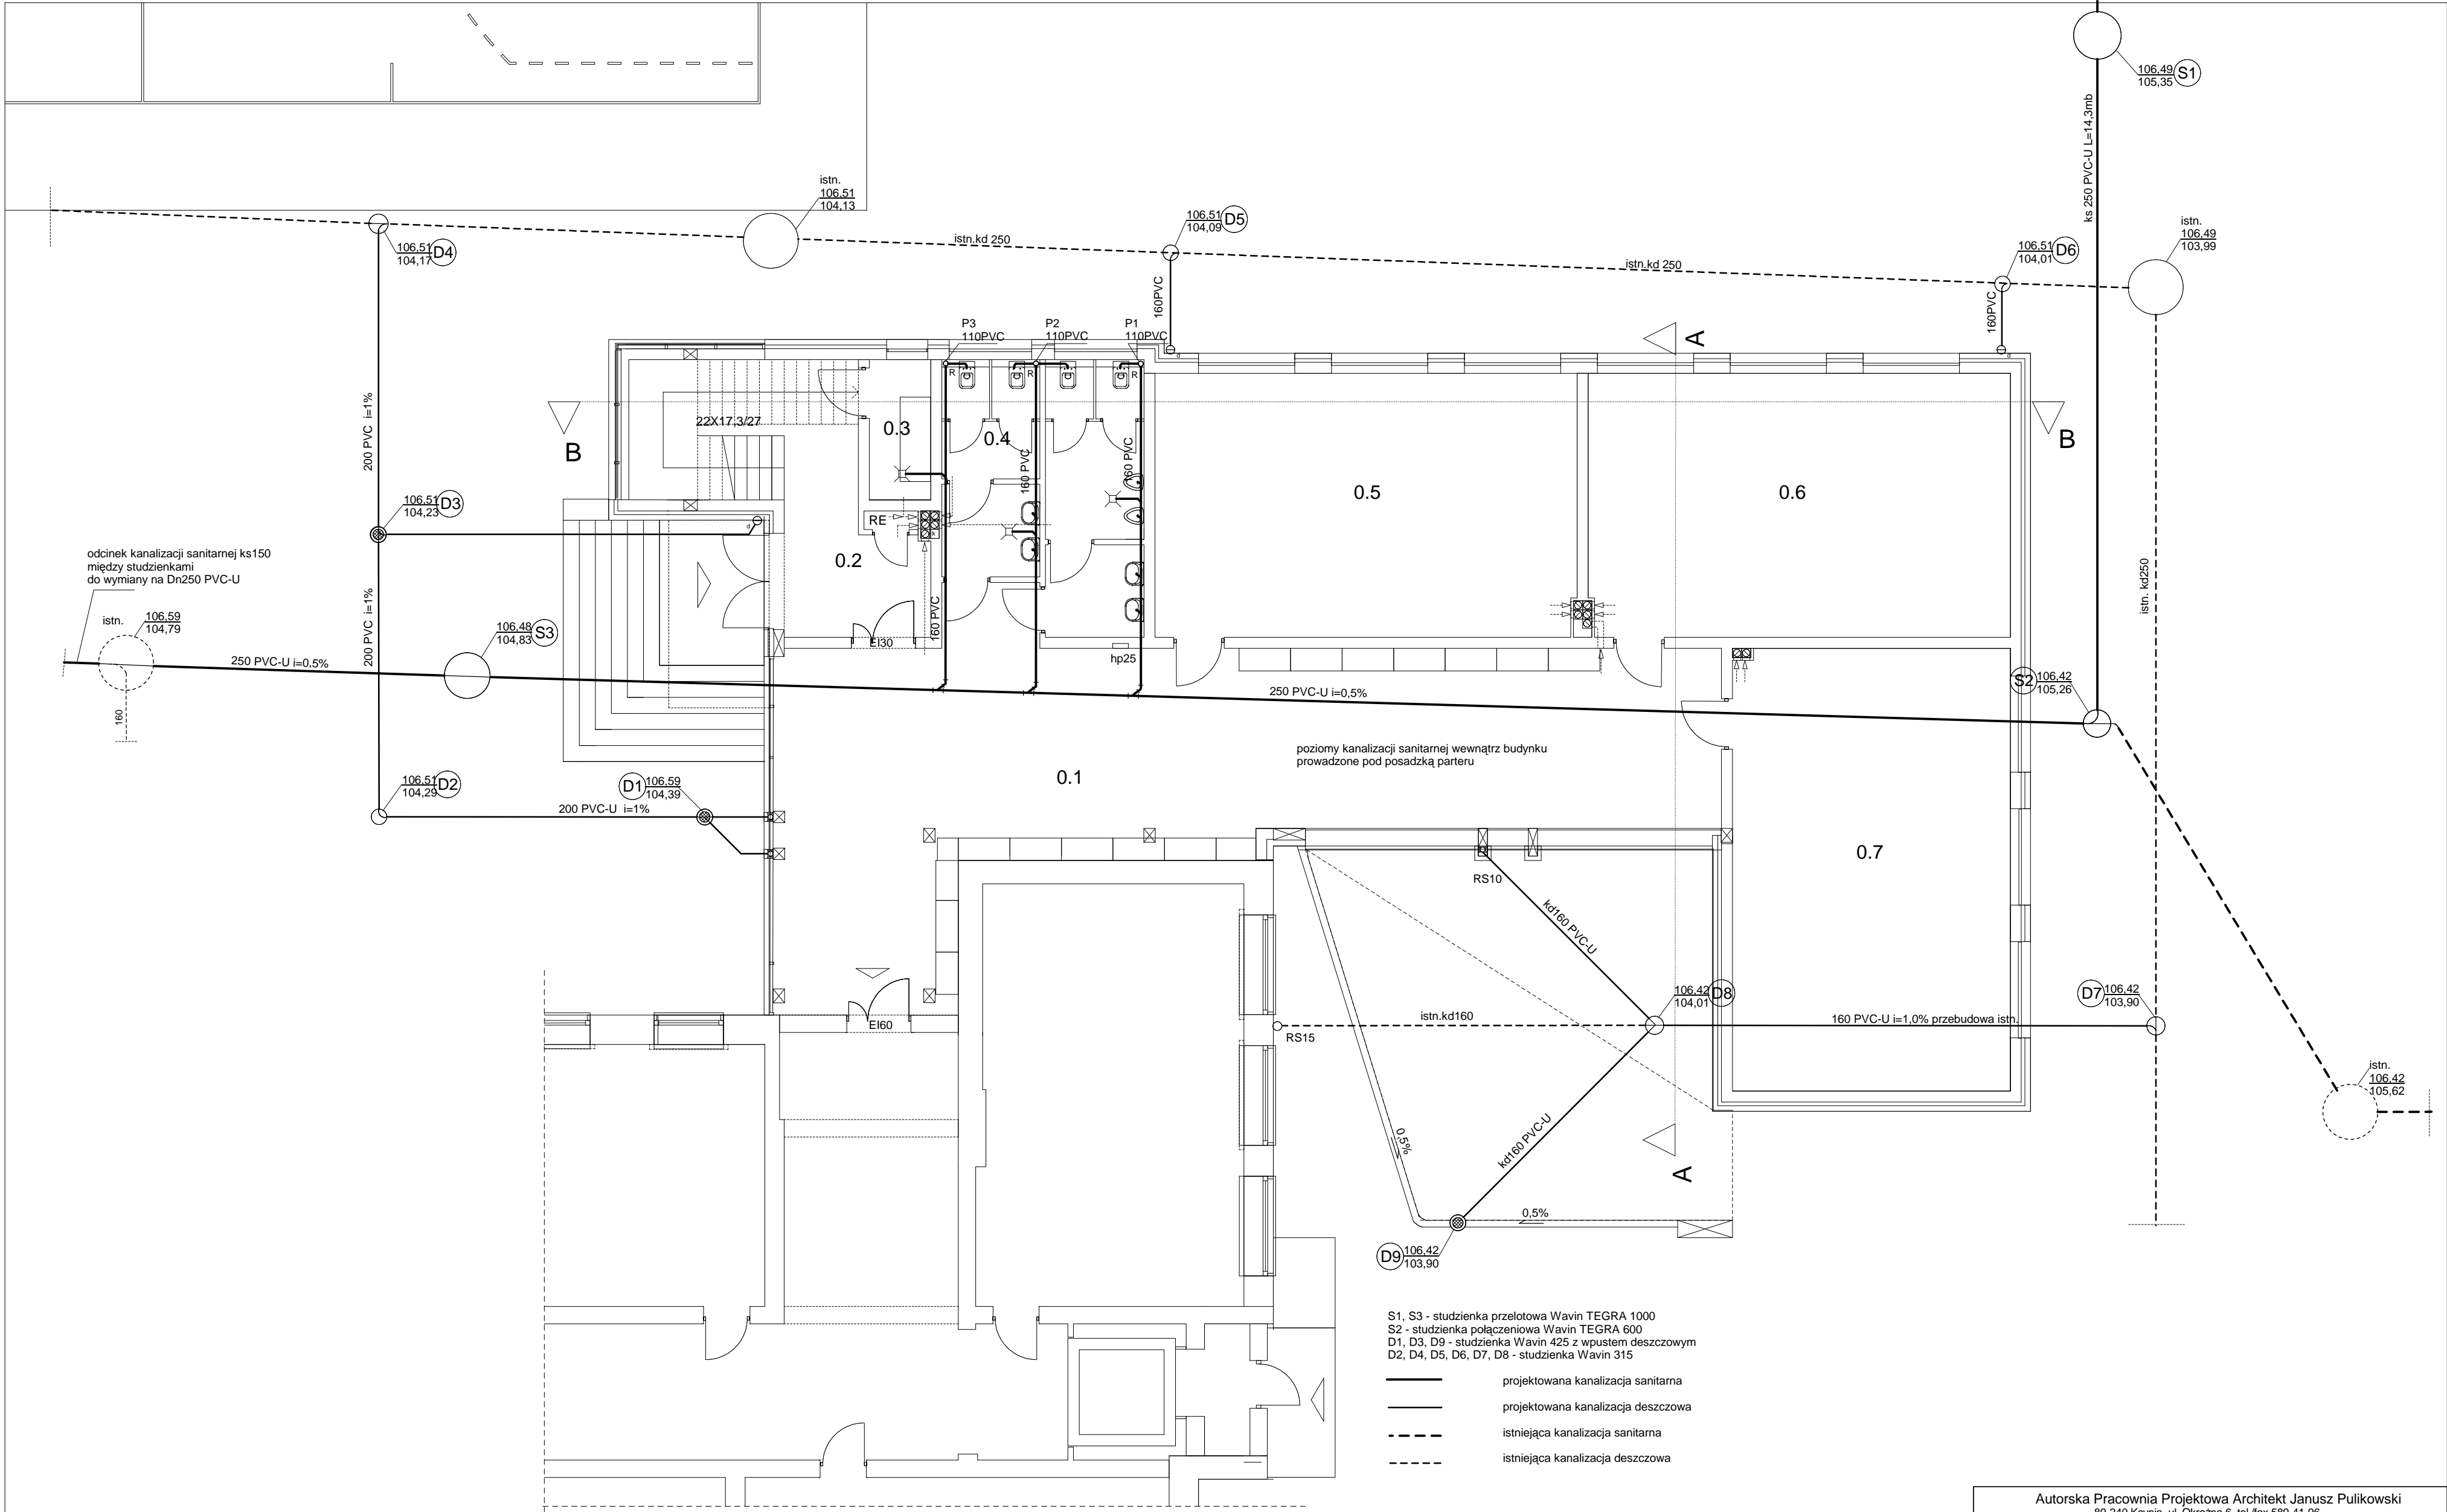 106,49
105,35
S1
ks 250 PVC-U L=14,3mb
istn.
106,51
104,13
106,51
104,17
D4
istn.kd 250
106,51
104,09
D5
istn.kd 250
106,51
104,01
D6
istn.
106,49
103,99
160PVC
160PVC
P3
110PVC
P2
110PVC
P1
110PVC
A
R
R
R
d
d
200 PVC i=1%
B
22X17,3/27
0.3
0.4
160 PVC
160 PVC
0.5
0.6
B
106,51
104,23
D3
d
RE
k
0.2
odcinek kanalizacji sanitarnej ks150
między studzienkami
do wymiany na Dn250 PVC-U
istn.
106,59
104,79
200 PVC i=1%
106,48
104,83
S3
160 PVC
EI30
hp25
250 PVC-U i=0,5%
250 PVC-U i=0,5%
istn. kd250
S2
106,42
105,26
160
poziomy kanalizacji sanitarnej wewnątrz budynku
prowadzone pod posadzką parteru
0.1
106,51
104,29
D2
D1
106,59
104,39
200 PVC-U i=1%
0.7
RS10
kd160 PVC-U
106,42
104,01
D8
D7
106,42
103,90
EI60
istn.kd160
160 PVC-U i=1,0% przebudowa istn.
RS15
istn.
106,42
105,62
0,5%
kd160 PVC-U
A
0,5%
D9
106,42
103,90
S1, S3 - studzienka przelotowa Wavin TEGRA 1000
S2 - studzienka połączeniowa Wavin TEGRA 600
D1, D3, D9 - studzienka Wavin 425 z wpustem deszczowym
D2, D4, D5, D6, D7, D8 - studzienka Wavin 315
projektowana kanalizacja sanitarna
projektowana kanalizacja deszczowa
istniejąca kanalizacja sanitarna
istniejąca kanalizacja deszczowa
Autorska Pracownia Projektowa Architekt Janusz Pulikowski